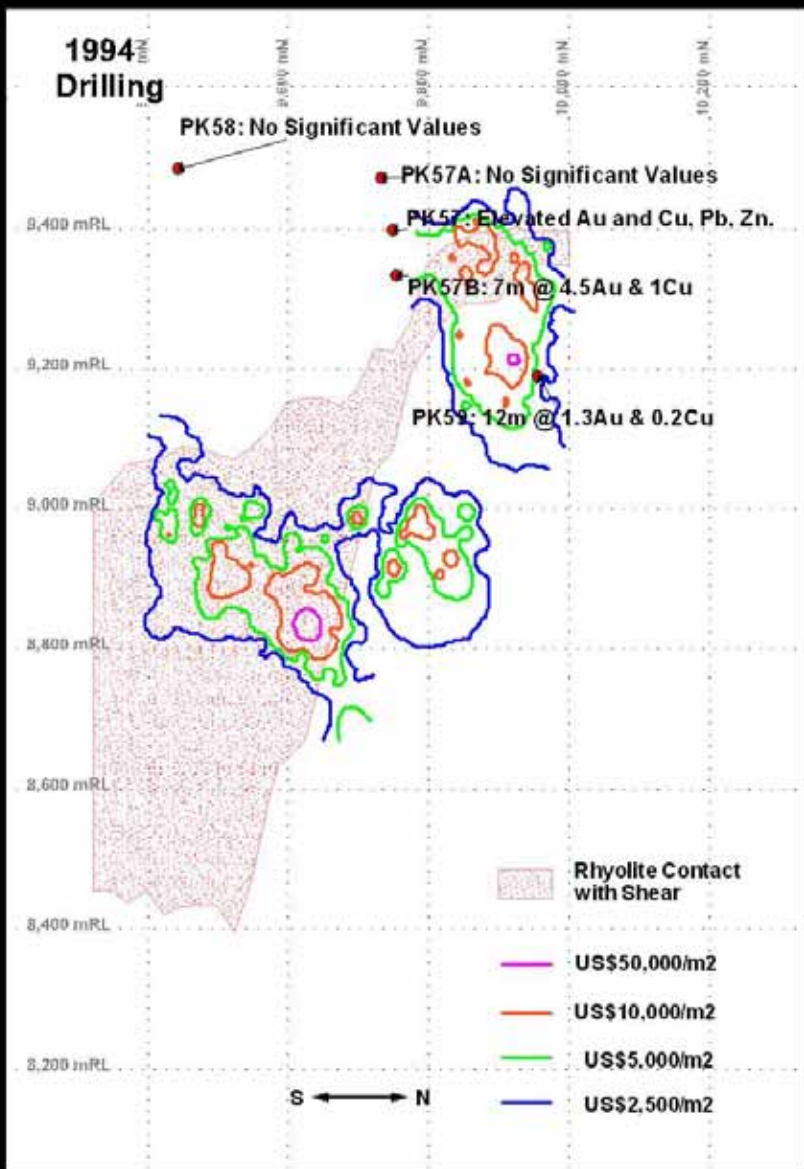 1994
Drilling
mN
9,600 mN
9,800 mN
10,000 mN
10,200 mN
PK58: No Significant Values
PK57A: No Significant Values
9,400 mRL
PK57: Elevated Au and Cu, Pb, Zn.
PK57B: 7m @ 4.5Au & 1Cu
9,200 mRL
PK59: 12m @ 1.3Au & 0.2Cu
9,000 mRL
8,800 mRL
8,600 mRL
Rhyolite Contact
with Shear
8,400 mRL
US$50,000/m2
US$10,000/m2
US$5,000/m2
8,200 mRL
S
N
US$2,500/m2